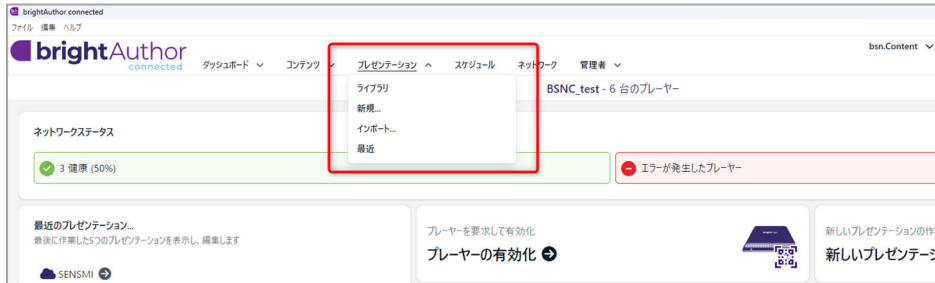 brightAuthor connected
ファイル 編集 ヘルプ
brightAuthor
connected
ダッシュボード コンテンツ プレゼンテーション スケジュール ネットワーク 管理者
bsn.Content
BSNC_test - 6 台のプレーヤー
ライブラリ
新規...
インポート...
最近
ネットワークステータス
3 健康 (50%)
エラーが発生したプレーヤー
最近のプレゼンテーション...
最後に作業した5つのプレゼンテーションを表示し、編集します
SENSMI
プレーヤーを要求して有効化
プレーヤーの有効化
新しいプレゼンテーションの作
新しいプレゼンテーシ